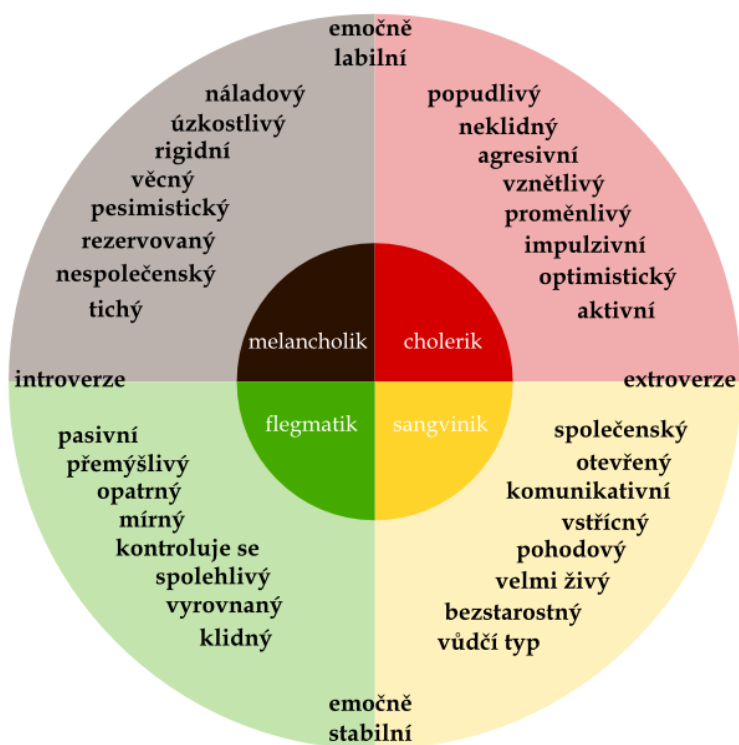 emočně
labilní
náladový
úzkostlivý
rigidní
věcný
pesimistický
rezervovaný
nespolečenský
tichý
popudlivý
neklidný
agresivní
vznětlivý
proměnlivý
impulzivní
optimistický
aktivní
melancholik
cholerik
introverze
extroverze
flegmatik
sangvinik
pasivní
přemýšlivý
opatrný
mírný
kontroluje se
spolehlivý
vyrovnaný
klidný
společenský
otevřený
komunikativní
vstřícný
pohodový
velmi živý
bezstarostný
vůdčí typ
emočně
stabilní